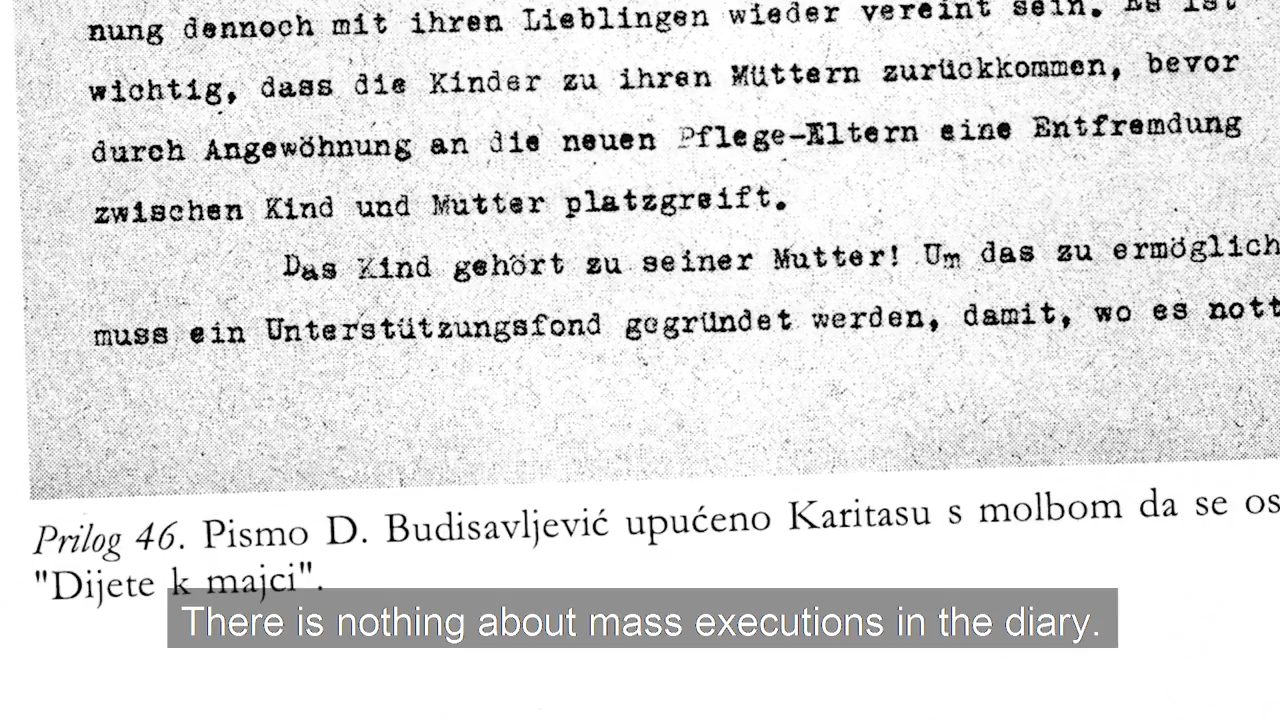 nung dennoch mit ihren Lieblingen wieder vereint sein. Es ist
wichtig, dass die Kinder zu ihren Müttern zurückkommen, bevor
durch Angewöhnung an die neuen Pflege-Eltern eine Entfremdung
zwischen Kind und Mutter platzgreift.
Das Kind gehört zu seiner Mutter! Um das zu ermöglich
muss ein Unterstützungsfond gegründet werden, damit, wo es nott
Prilog 46. Pismo D. Budisavljević upućeno Karitasu s molbom da se os
"Dijete k majci".
There is nothing about mass executions in the diary.